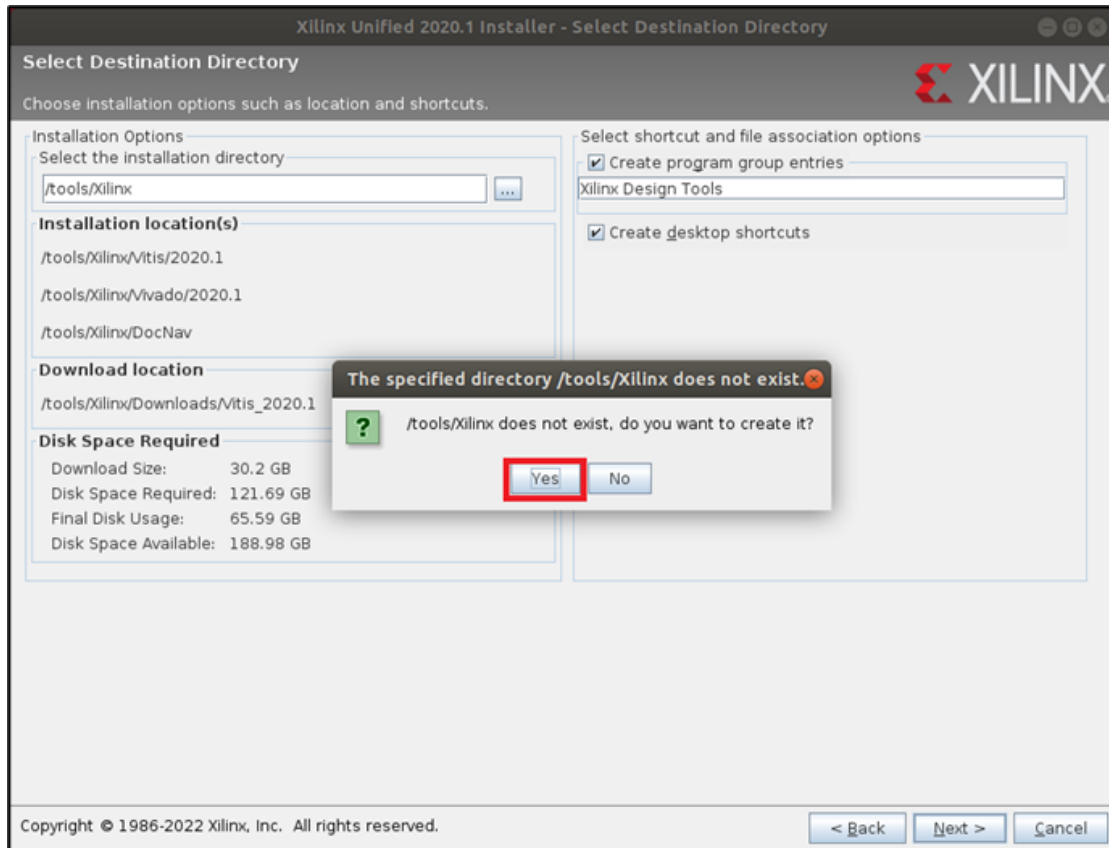 Xilinx Unified 2020.1 Installer - Select Destination Directory
Select Destination Directory
Choose installation options such as location and shortcuts.
XILINX
Installation Options
Select the installation directory
/tools/Xilinx
...
Installation location(s)
/tools/Xilinx/Vitis/2020.1
/tools/Xilinx/Vivado/2020.1
/tools/Xilinx/DocNav
Download location
/tools/Xilinx/Downloads/Vitis_2020.1
Disk Space Required
Download Size: 30.2 GB
Disk Space Required: 121.69 GB
Final Disk Usage: 65.59 GB
Disk Space Available: 188.98 GB
Select shortcut and file association options
Create program group entries
Xilinx Design Tools
Create desktop shortcuts
The specified directory /tools/Xilinx does not exist.
?
/tools/Xilinx does not exist, do you want to create it?
Yes
No
Copyright © 1986-2022 Xilinx, Inc. All rights reserved.
< Back
Next >
Cancel